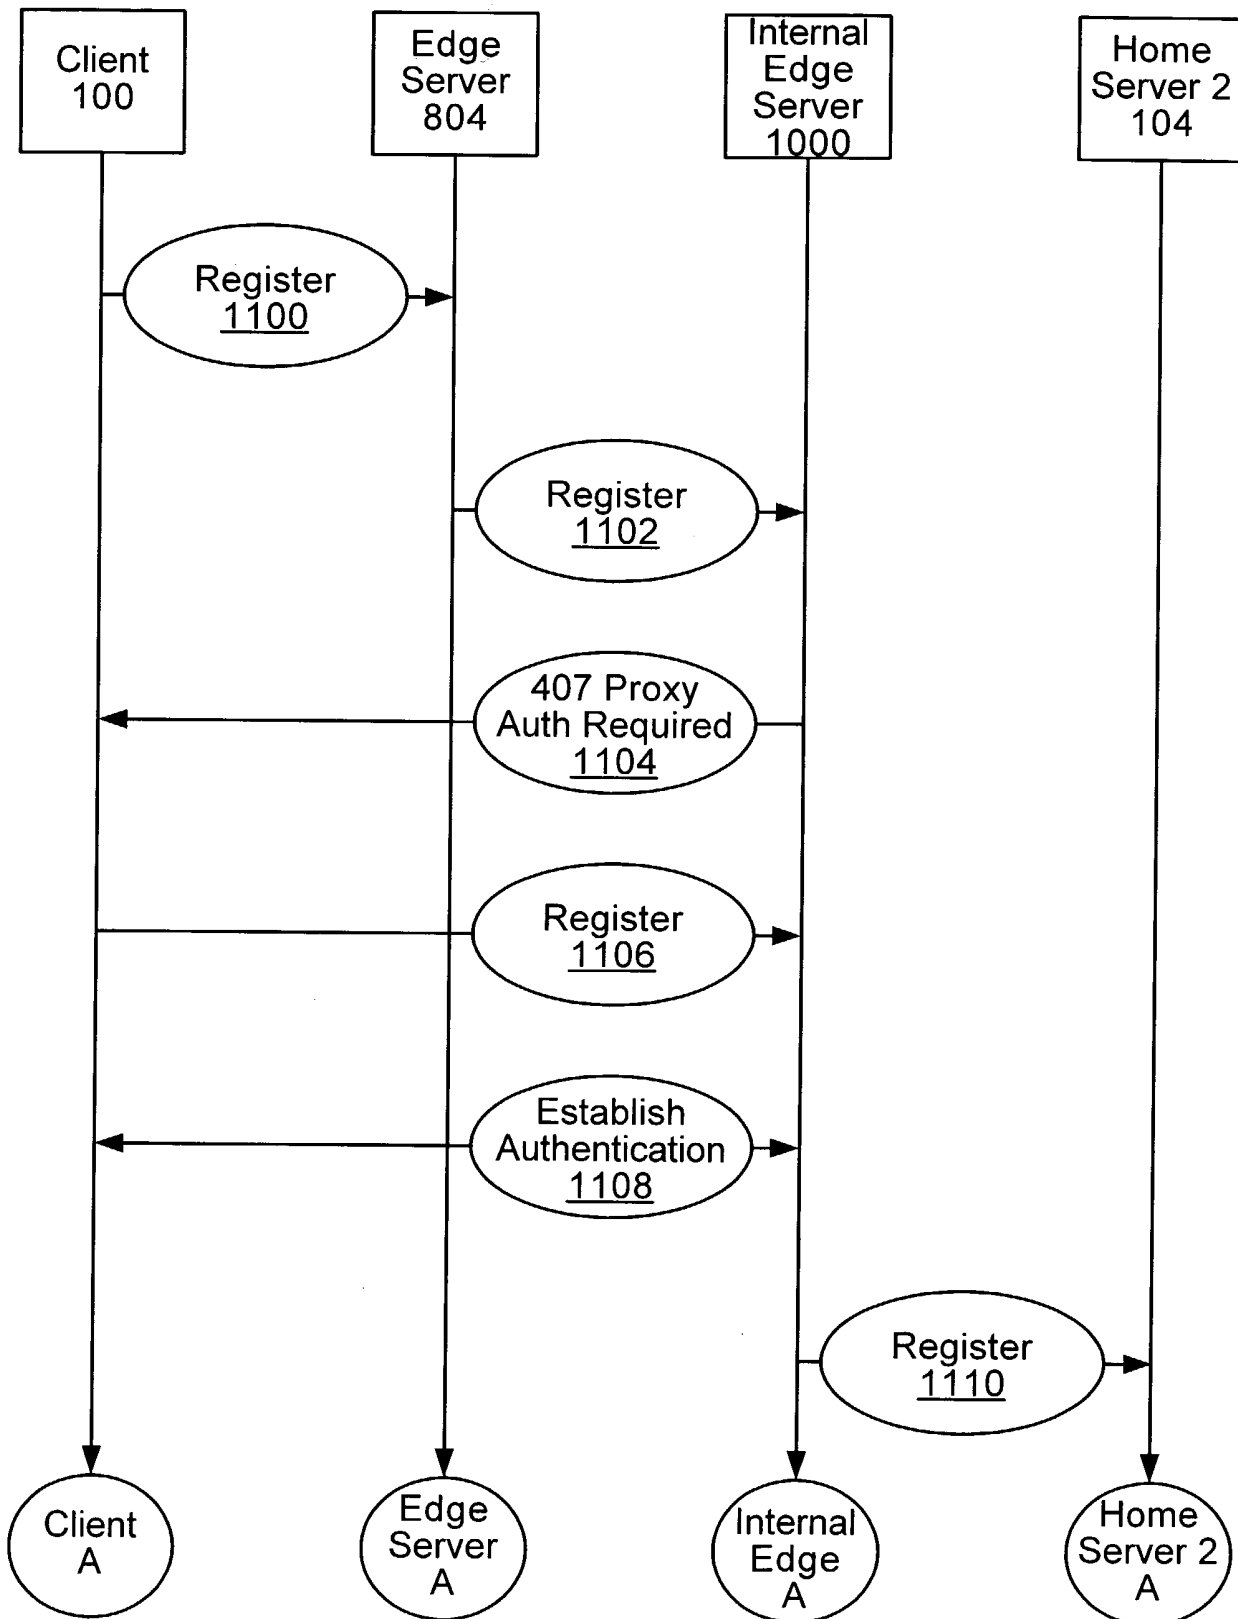 Client
100
Edge
Server
804
Internal
Edge
Server
1000
Home
Server 2
104
Register
1100
Register
1102
407 Proxy
Auth Required
1104
Register
1106
Establish
Authentication
1108
Register
1110
Client
A
Edge
Server
A
Internal
Edge
A
Home
Server 2
A